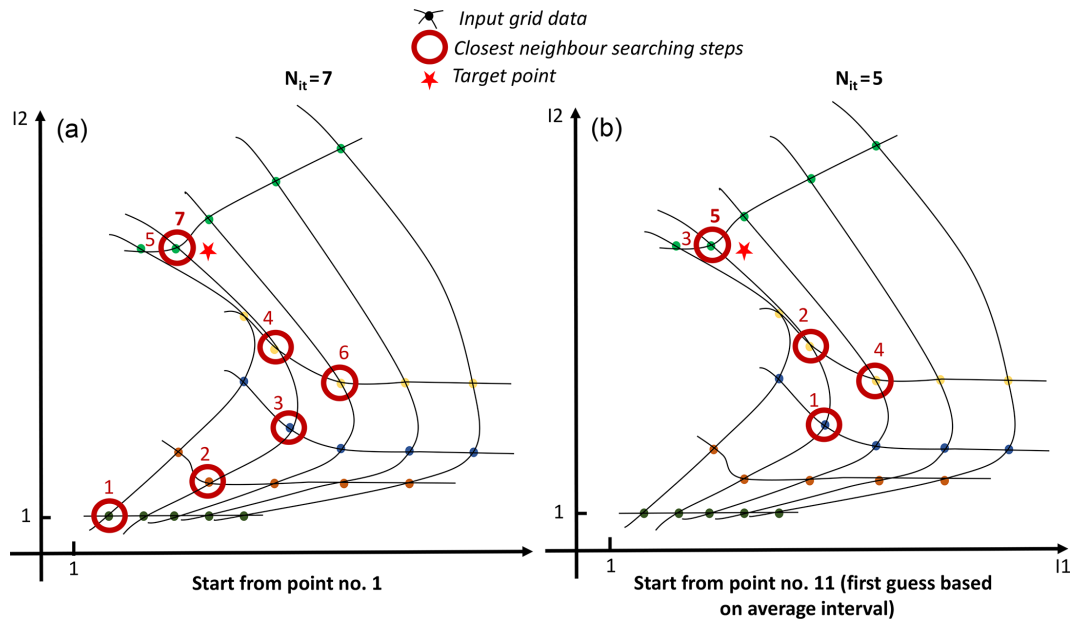 Input grid data
Closest neighbour searching steps
Target point
N_it = 7
N_it = 5
I2
(a)
7
5
4
6
3
2
1
1
1
Start from point no. 1
I2
(b)
5
3
2
4
1
1
1
I1
Start from point no. 11 (first guess based
on average interval)